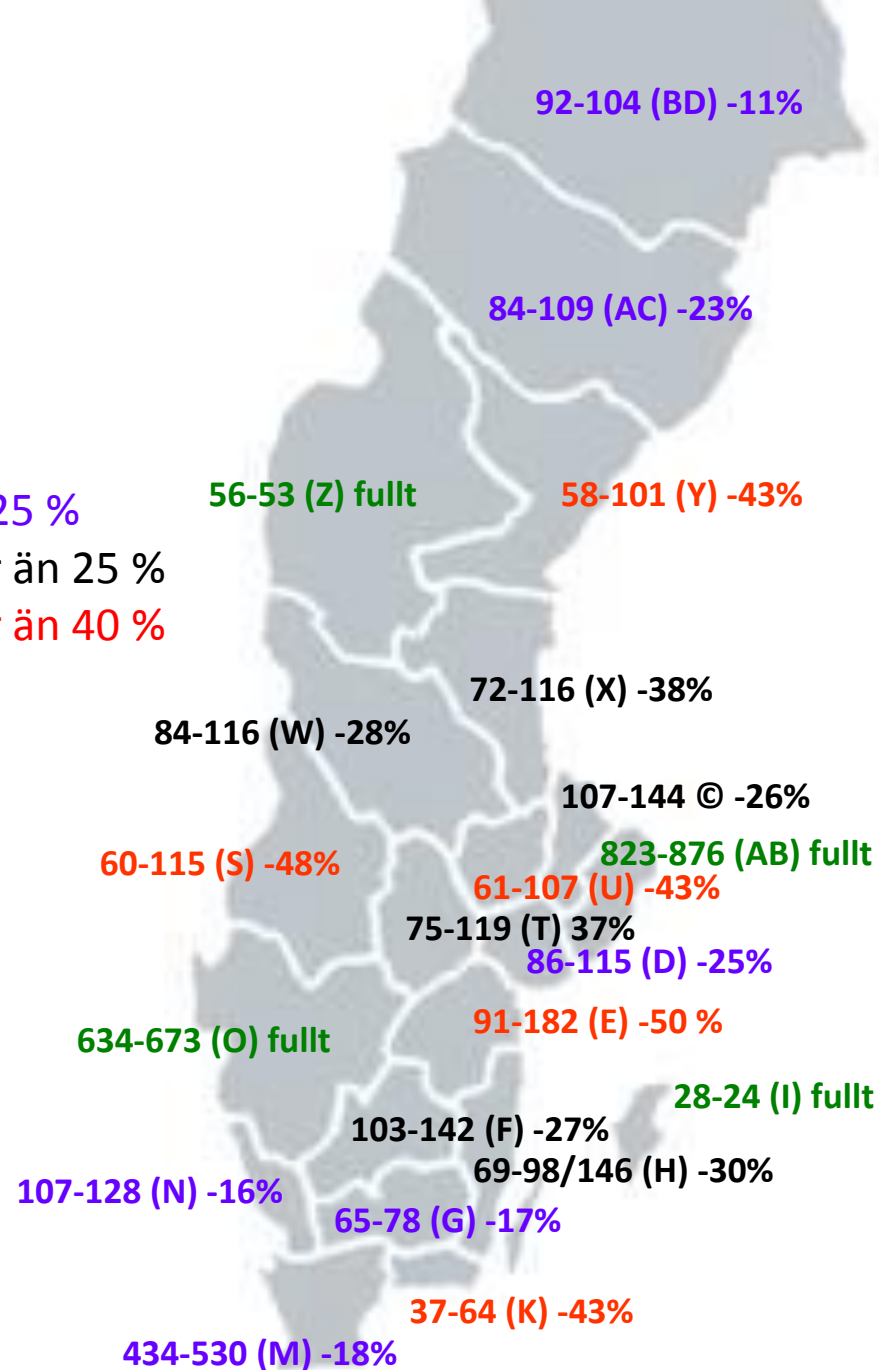 92-104 (BD) -11%
84-109 (AC) -23%
25 %
56-53 (Z) fullt
58-101 (Y) -43%
än 25 %
än 40 %
72-116 (X) -38%
84-116 (W) -28%
107-144 © -26%
823-876 (AB) fullt
60-115 (S) -48%
61-107 (U) -43%
75-119 (T) 37%
86-115 (D) -25%
91-182 (E) -50 %
634-673 (O) fullt
28-24 (I) fullt
103-142 (F) -27%
69-98/146 (H) -30%
107-128 (N) -16%
65-78 (G) -17%
37-64 (K) -43%
434-530 (M) -18%